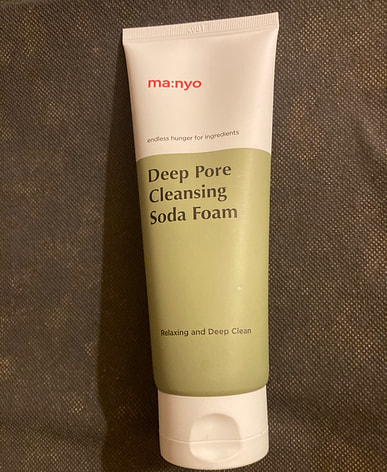 ma:nyo
endless hunger for ingredients
Deep Pore
Cleansing
Soda Foam
Relaxing and Deep Clean